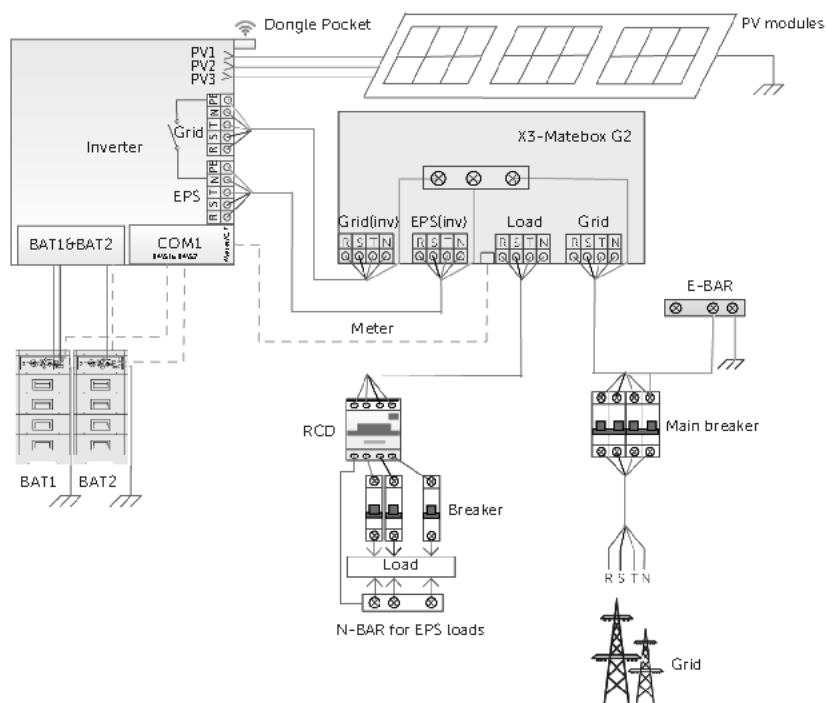 Dongle Pocket
PV modules
PV1
PV2
PV3
Grid
R S T N PE
Inverter
EPS
R S T N PE
X3-Matebox G2
Grid(inv)
EPS(inv)
Load
Grid
R S T N
R S T N
R S T N
R S T N
BAT1&BAT2
COM1
E-BAR
Meter
RCD
Main breaker
BAT1
BAT2
Breaker
Load
R S T N
N-BAR for EPS loads
Grid